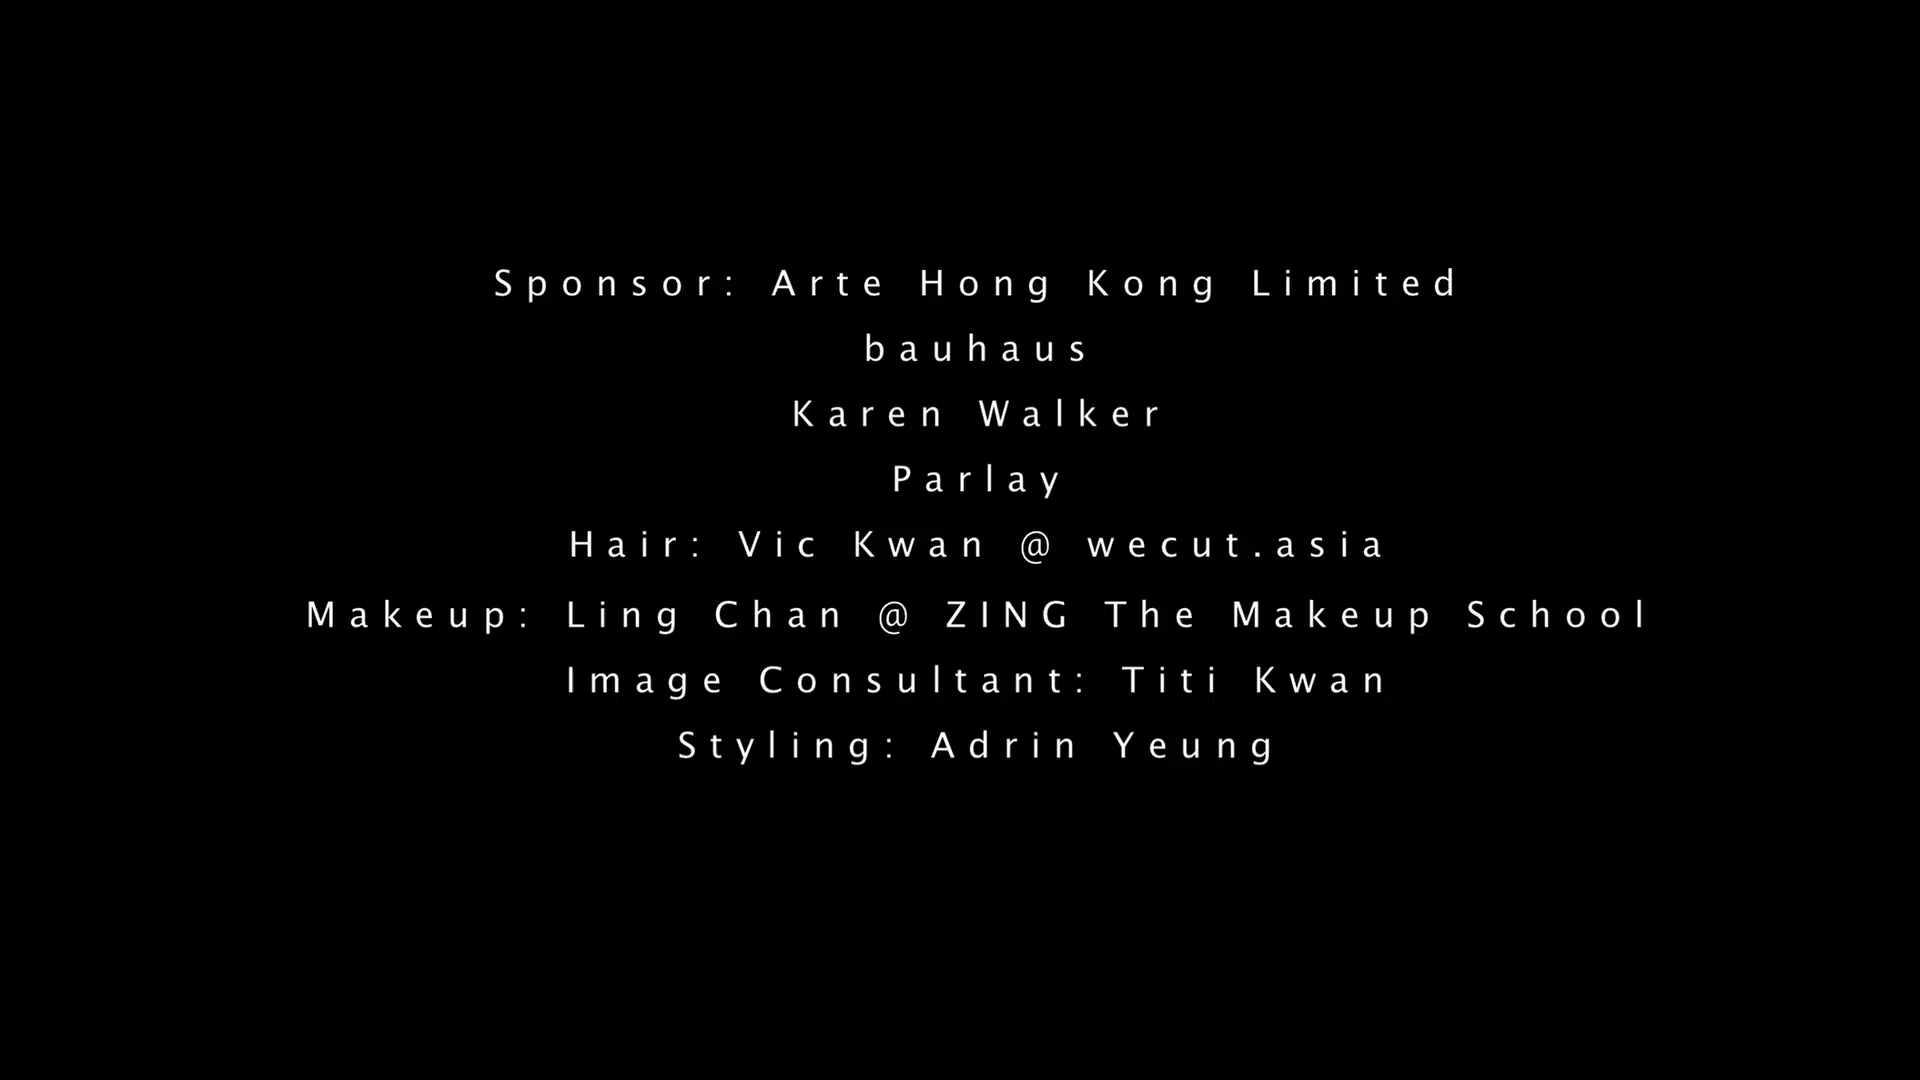 Sponsor: Arte Hong Kong Limited
bauhaus
Karen Walker
Parlay
Hair: Vic Kwan @ wecut.asia
Makeup: Ling Chan @ ZING The Makeup School
Image Consultant: Titi Kwan
Styling: Adrin Yeung